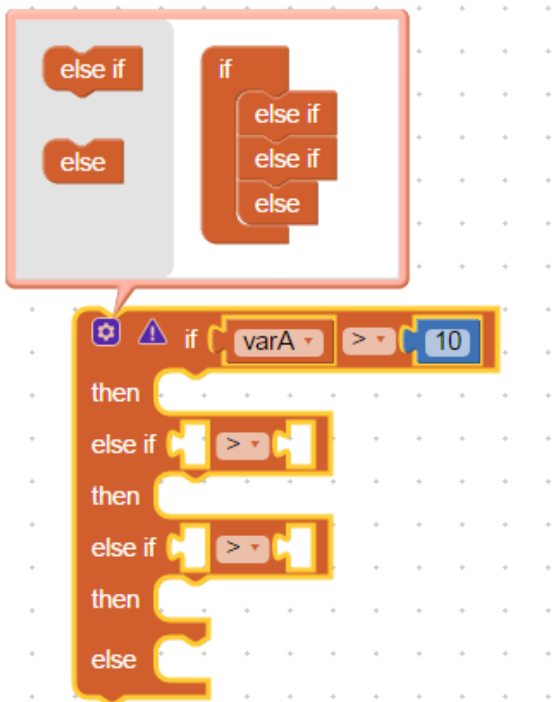 else if
else
if
else if
else if
else
if varA > 10
then
else if >
then
else if >
then
else